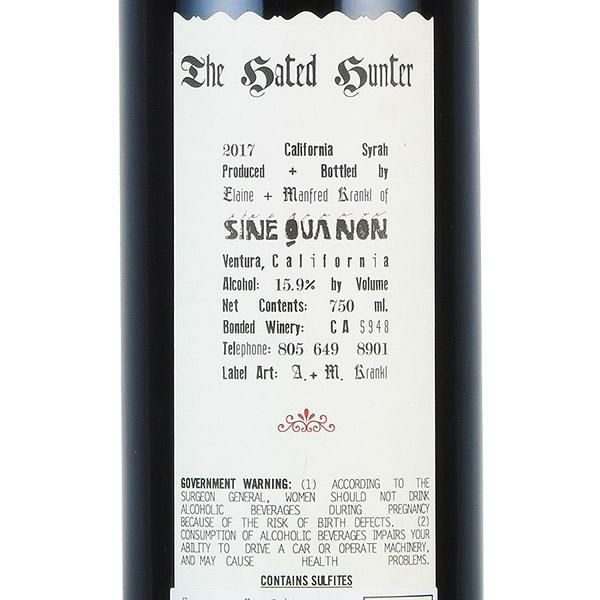 The Hated Hunter
2017 California Syrah
Produced + Bottled by
Elaine + Manfred Krankl of
SINE QUA NON
Ventura, California
Alcohol: 15.9% by Volume
Net Contents: 750 ml.
Bonded Winery: CA 5948
Telephone: 805 649 8901
Label Art: A. + M. Krankl
GOVERNMENT WARNING: (1) ACCORDING TO THE
SURGEON GENERAL, WOMEN SHOULD NOT DRINK
ALCOHOLIC BEVERAGES DURING PREGNANCY
BECAUSE OF THE RISK OF BIRTH DEFECTS. (2)
CONSUMPTION OF ALCOHOLIC BEVERAGES IMPAIRS YOUR
ABILITY TO DRIVE A CAR OR OPERATE MACHINERY,
AND MAY CAUSE HEALTH PROBLEMS.
CONTAINS SULFITES